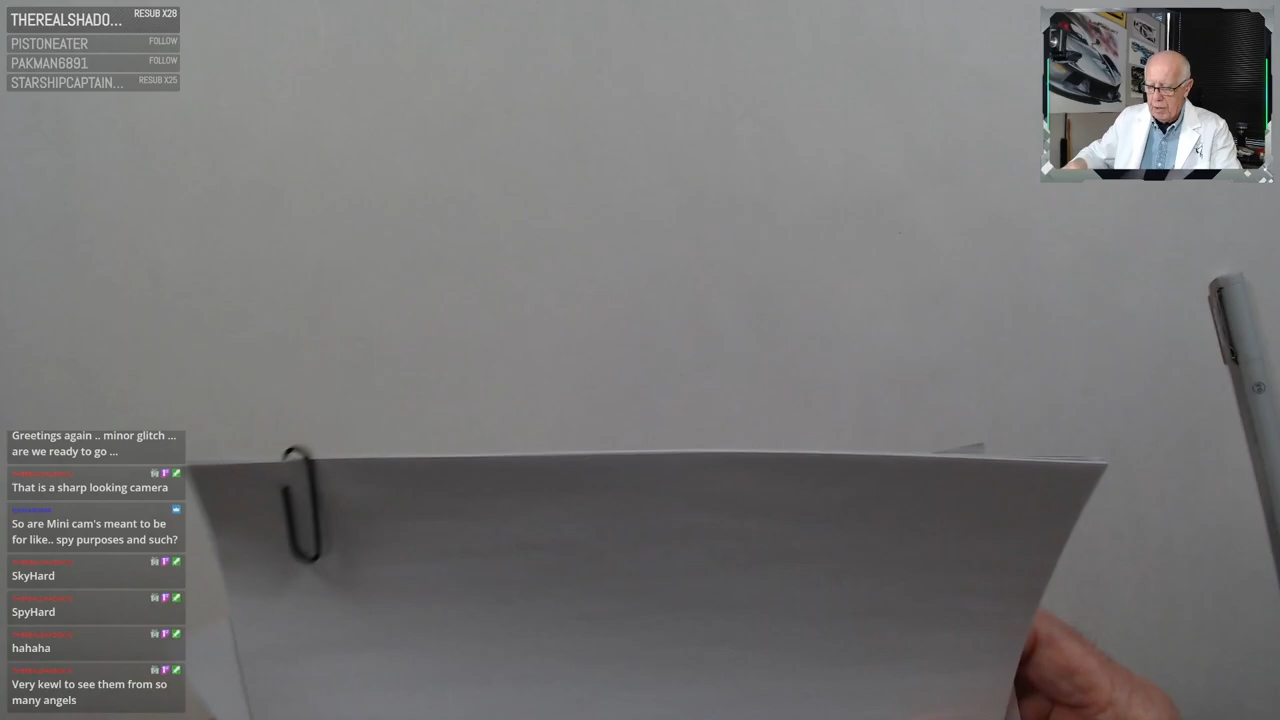 THEREALSHADO... RESUB X28
PISTONEATER FOLLOW
PAKMAN6891 FOLLOW
STARSHIPCAPTAIN... RESUB X25
Greetings again .. minor glitch ...
are we ready to go ...
That is a sharp looking camera
So are Mini cam's meant to be
for like.. spy purposes and such?
SkyHard
SpyHard
hahaha
Very kewl to see them from so
many angels